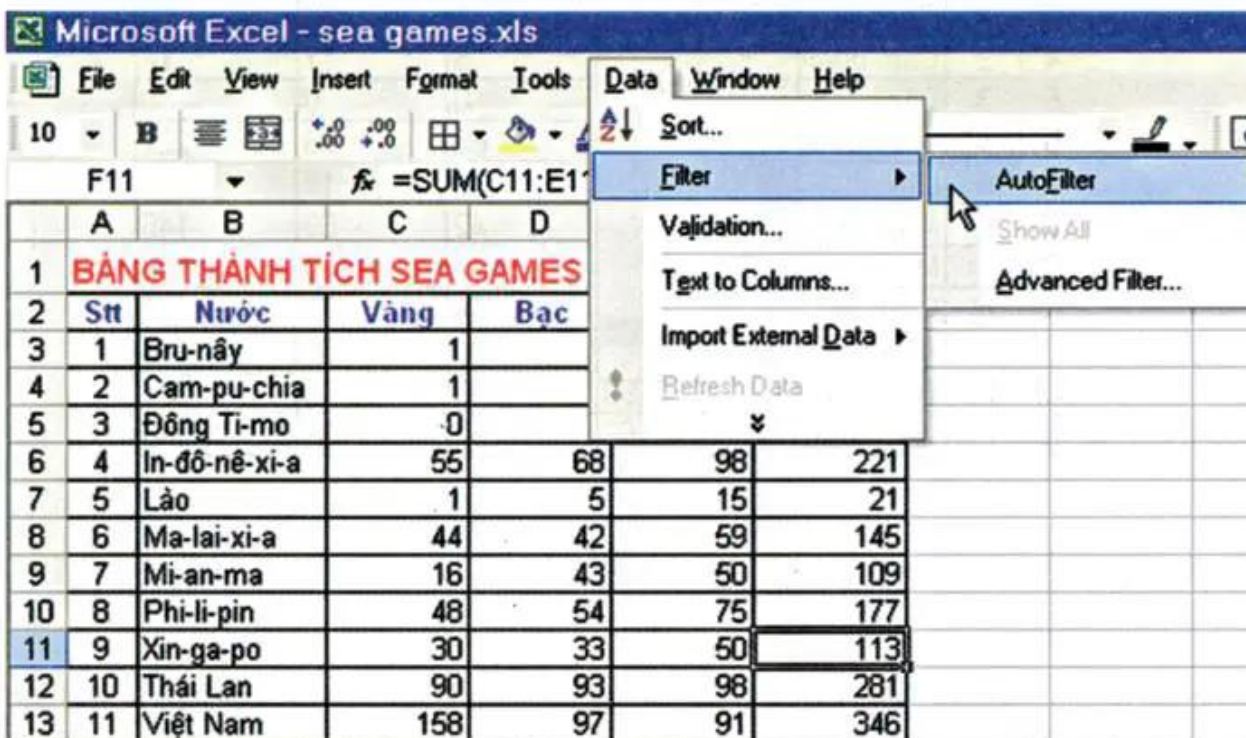 Microsoft Excel - sea games.xls
File Edit View Insert Format Tools Data Window Help
10 B
Sort...
F11 fx =SUM(C11:E11
Filter
AutoFilter
Validation...
Show All
Text to Columns...
Advanced Filter...
Import External Data
Refresh Data
A B C D
1 BẢNG THÀNH TÍCH SEA GAMES
2 Stt Nước Vàng Bạc
3 1 Bru-nây 1
4 2 Cam-pu-chia 1
5 3 Đông Ti-mo 0
6 4 In-đô-nê-xi-a 55 68 98 221
7 5 Lào 1 5 15 21
8 6 Ma-lai-xi-a 44 42 59 145
9 7 Mi-an-ma 16 43 50 109
10 8 Phi-li-pin 48 54 75 177
11 9 Xin-ga-po 30 33 50 113
12 10 Thái Lan 90 93 98 281
13 11 Việt Nam 158 97 91 346